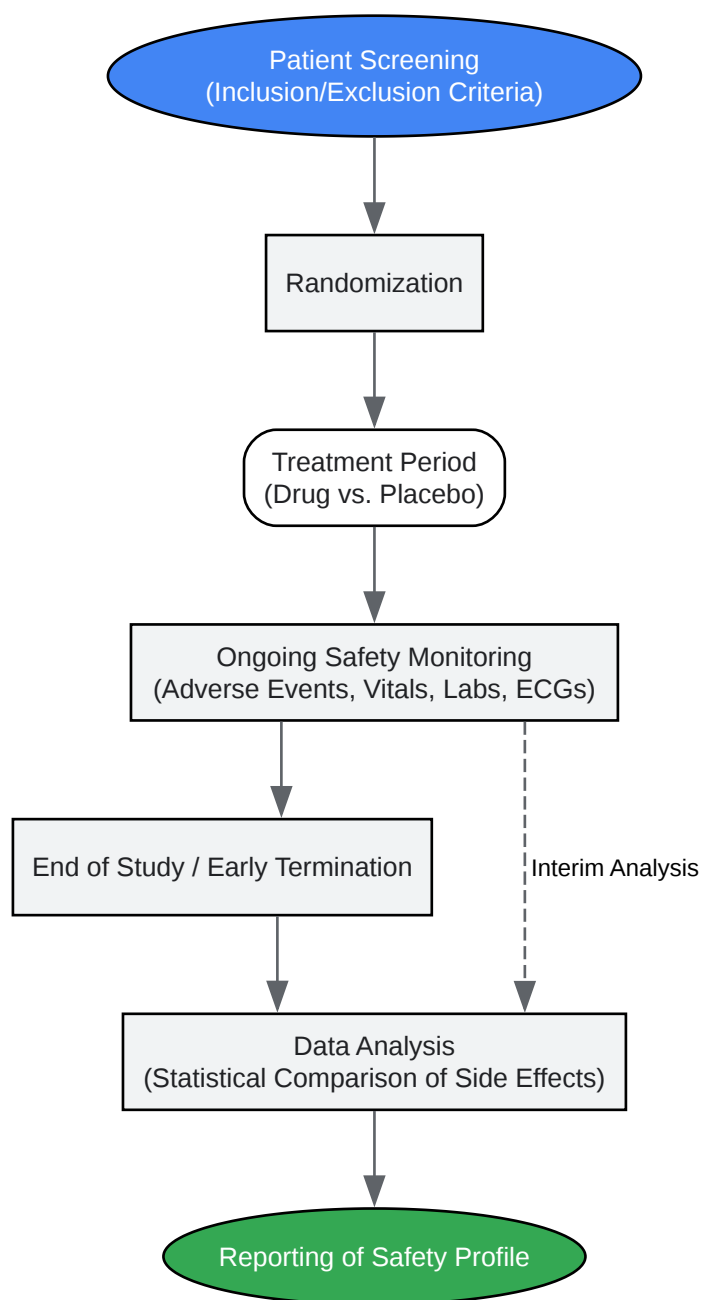 Patient Screening
(Inclusion/Exclusion Criteria)
Randomization
Treatment Period
(Drug vs. Placebo)
Ongoing Safety Monitoring
(Adverse Events, Vitals, Labs, ECGs)
End of Study / Early Termination
Interim Analysis
Data Analysis
(Statistical Comparison of Side Effects)
Reporting of Safety Profile